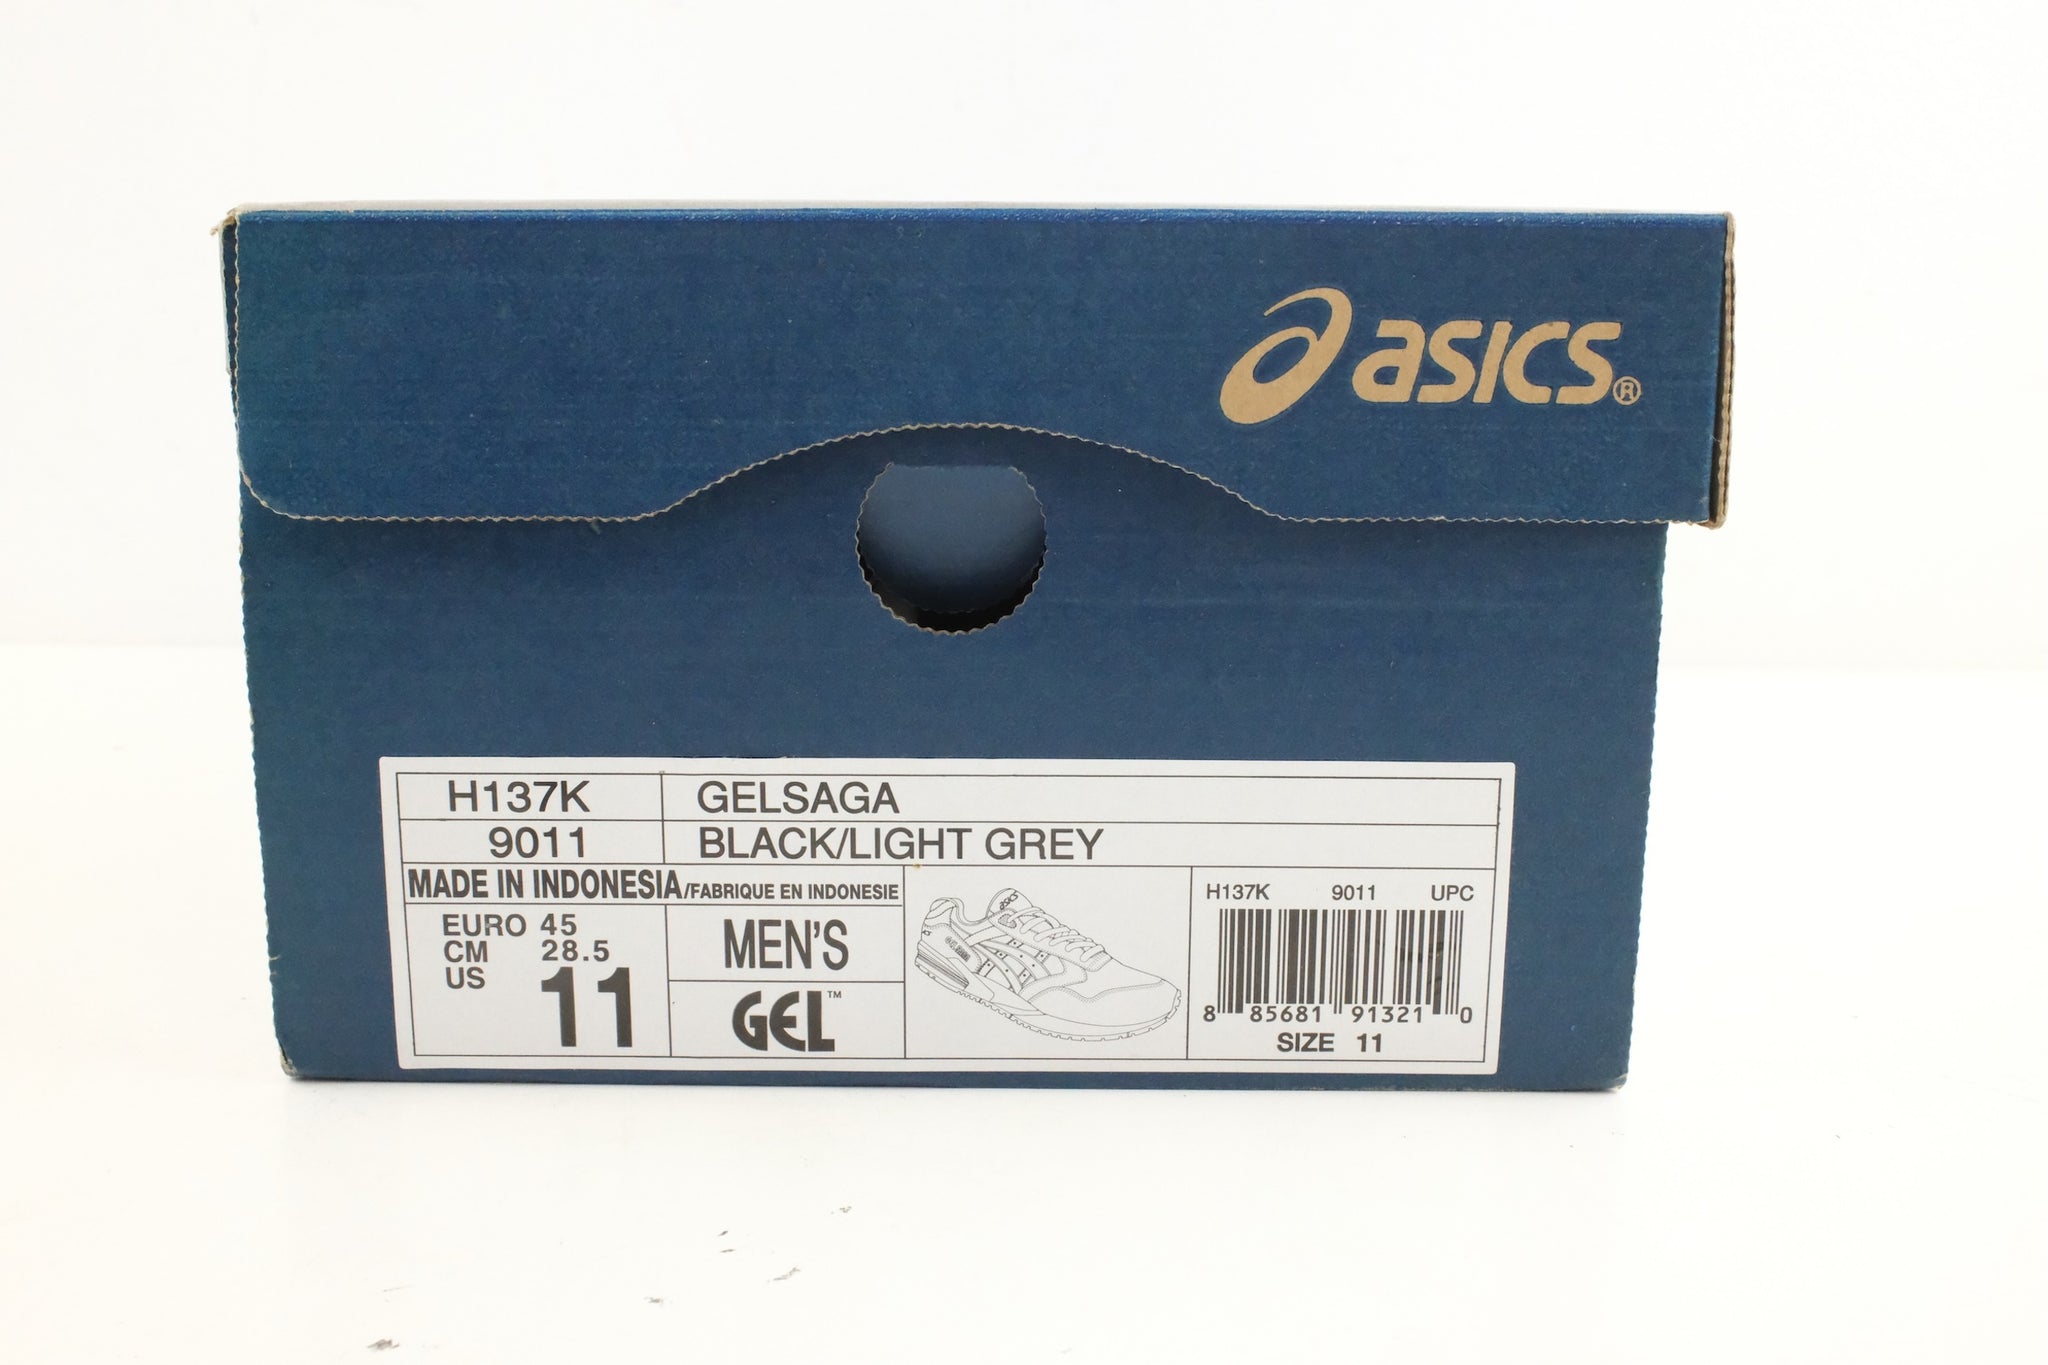 asics®
H137K GELSAGA
9011 BLACK/LIGHT GREY
MADE IN INDONESIA/FABRIQUE EN INDONESIE
EURO 45
CM 28.5
US 11
MEN'S
GEL™
asics
H137K 9011 UPC
8 85681 91321 0
SIZE 11